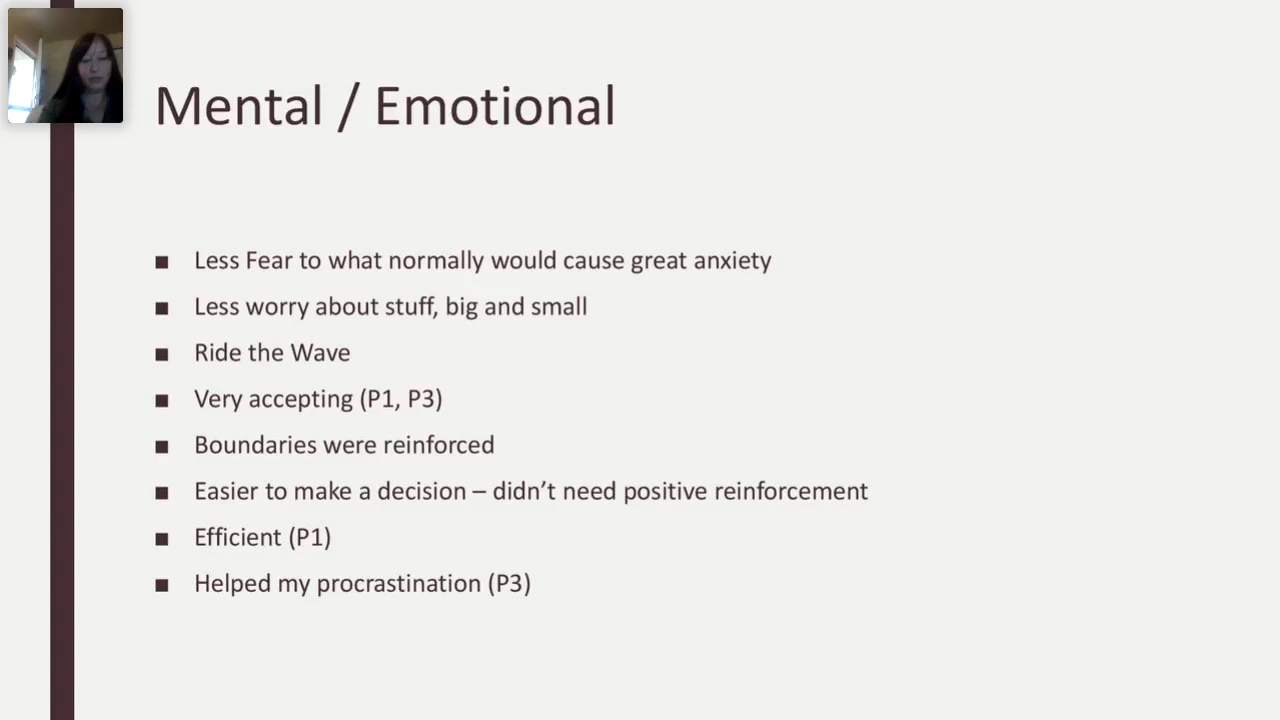 Mental / Emotional
■ Less Fear to what normally would cause great anxiety
■ Less worry about stuff, big and small
■ Ride the Wave
■ Very accepting (P1, P3)
■ Boundaries were reinforced
■ Easier to make a decision – didn’t need positive reinforcement
■ Efficient (P1)
■ Helped my procrastination (P3)